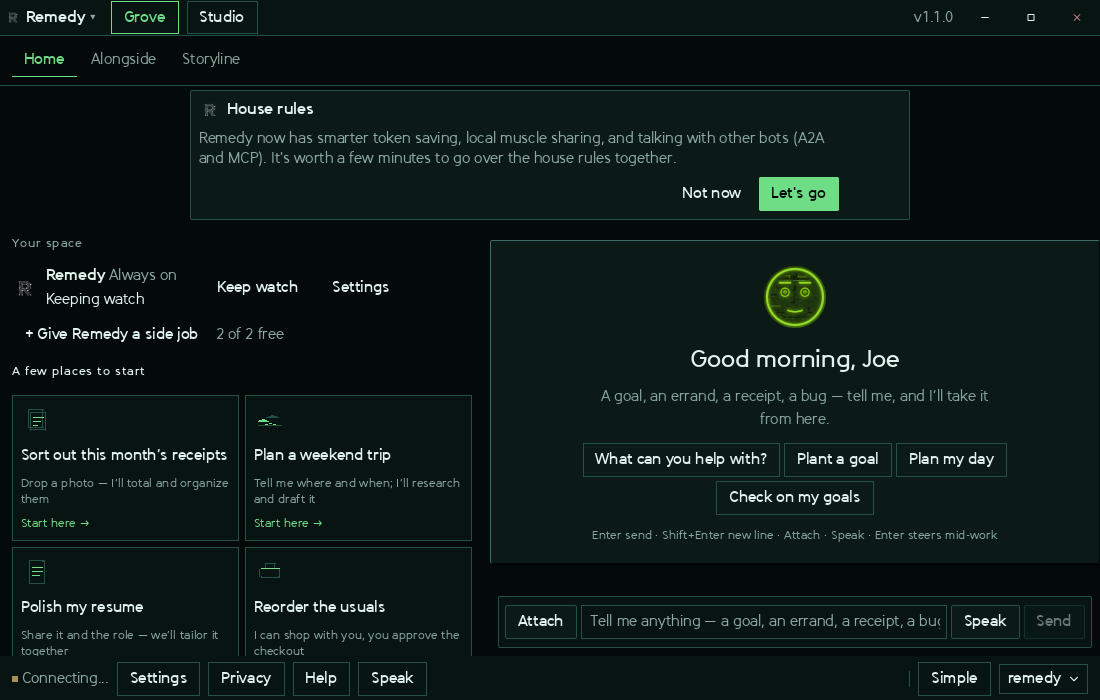 Remedy ▾ Grove Studio v1.1.0
Home Alongside Storyline
House rules
Remedy now has smarter token saving, local muscle sharing, and talking with other bots (A2A
and MCP). It's worth a few minutes to go over the house rules together.
Not now Let's go
Your space
Remedy Always on
Keeping watch
Keep watch Settings
+ Give Remedy a side job 2 of 2 free
A few places to start
Sort out this month's receipts
Drop a photo — I'll total and organize
them
Start here →
Plan a weekend trip
Tell me where and when; I'll research
and draft it
Start here →
Polish my resume
Share it and the role — we'll tailor it
together
Reorder the usuals
I can shop with you, you approve the
checkout
Good morning, Joe
A goal, an errand, a receipt, a bug — tell me, and I'll take it
from here.
What can you help with? Plant a goal Plan my day
Check on my goals
Enter send · Shift+Enter new line · Attach · Speak · Enter steers mid-work
Attach Tell me anything — a goal, an errand, a receipt, a bug Speak Send
Connecting... Settings Privacy Help Speak Simple remedy